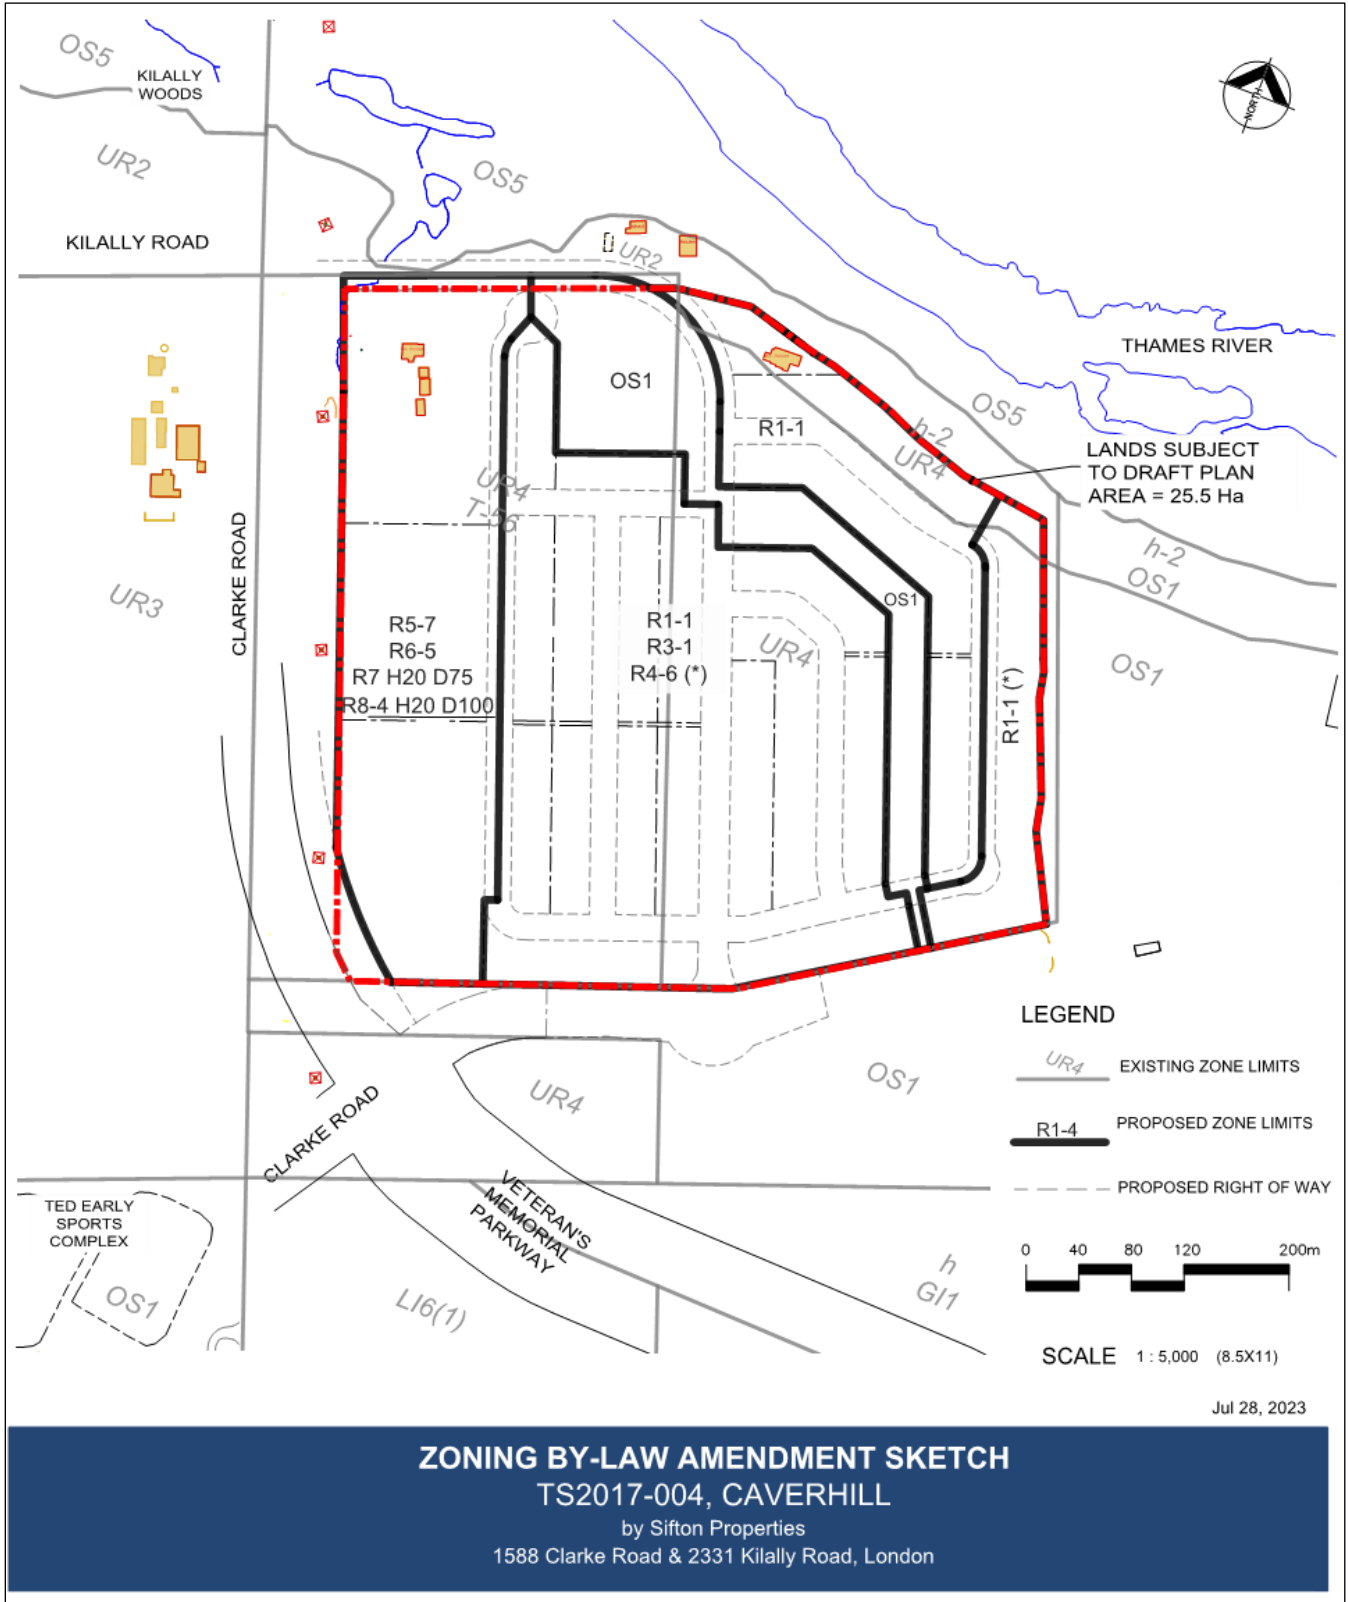 OS5
KILALLY
WOODS
UR2
OS5
NORTH
KILALLY ROAD
UR2
THAMES RIVER
OS1
OS5
R1-1
h-2
UR4
LANDS SUBJECT
TO DRAFT PLAN
AREA = 25.5 Ha
UR4
T-56
CLARKE ROAD
h-2
OS1
UR3
OS1
R5-7
R6-5
R7 H20 D75
R8-4 H20 D100
R1-1
R3-1
R4-6 (*)
UR4
OS1
R1-1 (*)
LEGEND
UR4
EXISTING ZONE LIMITS
R1-4
PROPOSED ZONE LIMITS
PROPOSED RIGHT OF WAY
OS1
UR4
CLARKE ROAD
VETERAN'S
MEMORIAL
PARKWAY
TED EARLY
SPORTS
COMPLEX
OS1
LI6(1)
h
GI1
0 40 80 120 200m
SCALE 1 : 5,000 (8.5X11)
Jul 28, 2023
ZONING BY-LAW AMENDMENT SKETCH
TS2017-004, CAVERHILL
by Sifton Properties
1588 Clarke Road & 2331 Kilally Road, London